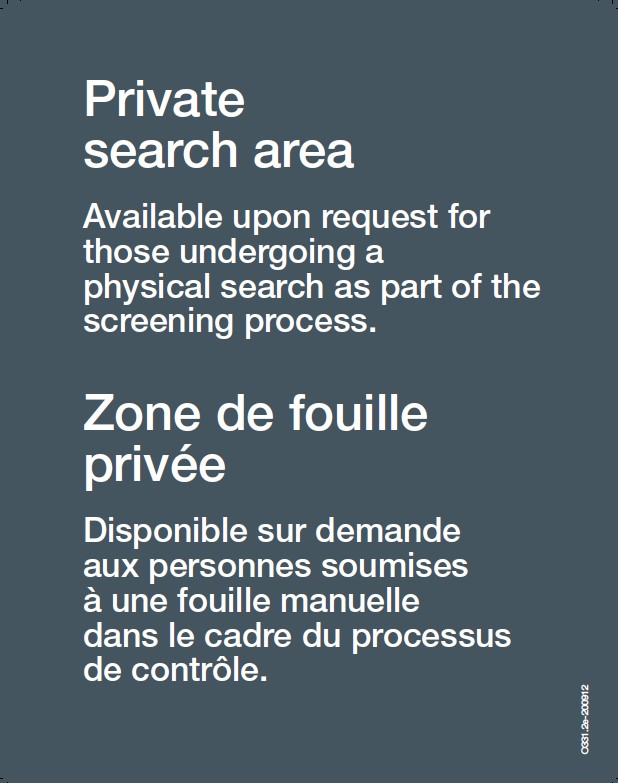 Private
search area
Available upon request for
those undergoing a
physical search as part of the
screening process.
Zone de fouille
privée
Disponible sur demande
aux personnes soumises
à une fouille manuelle
dans le cadre du processus
de contrôle.
O331.2e-200912